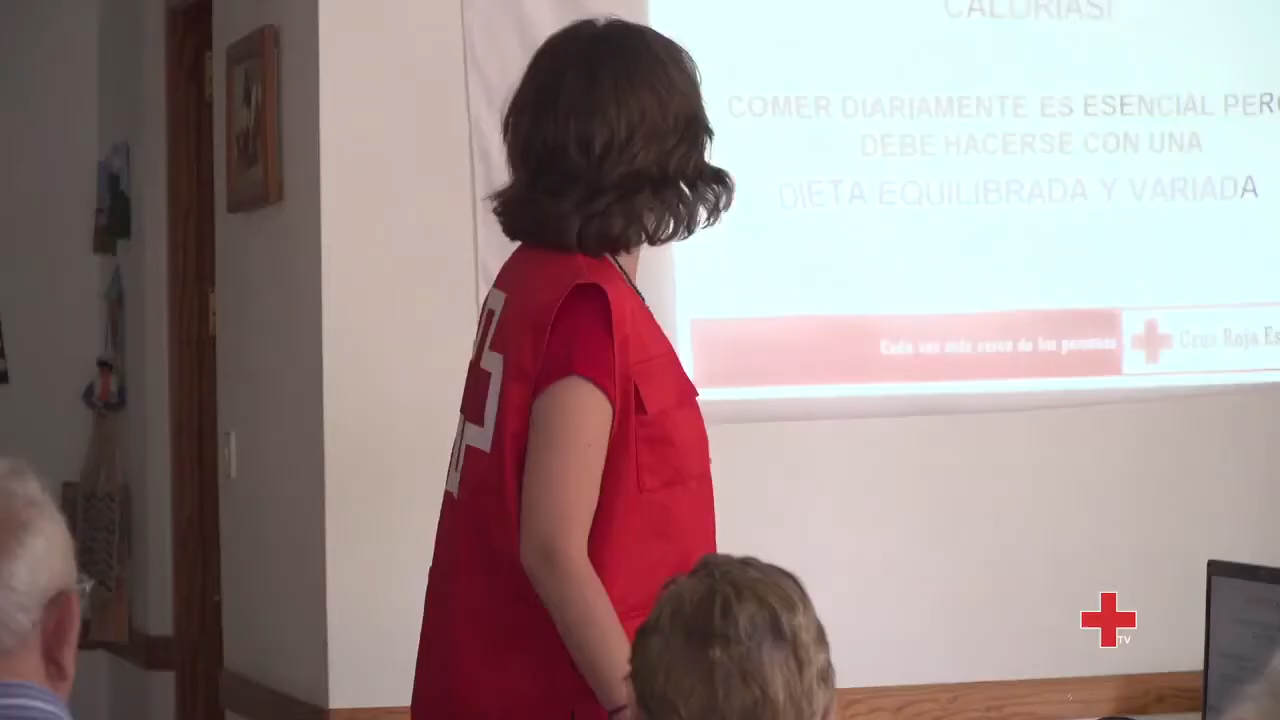 CALORIAS!
COMER DIARIAMENTE ES ESENCIAL PERO
DEBE HACERSE CON UNA
DIETA EQUILIBRADA Y VARIADA
Cada vez más cerca de las personas
Cruz Roja Es
TV